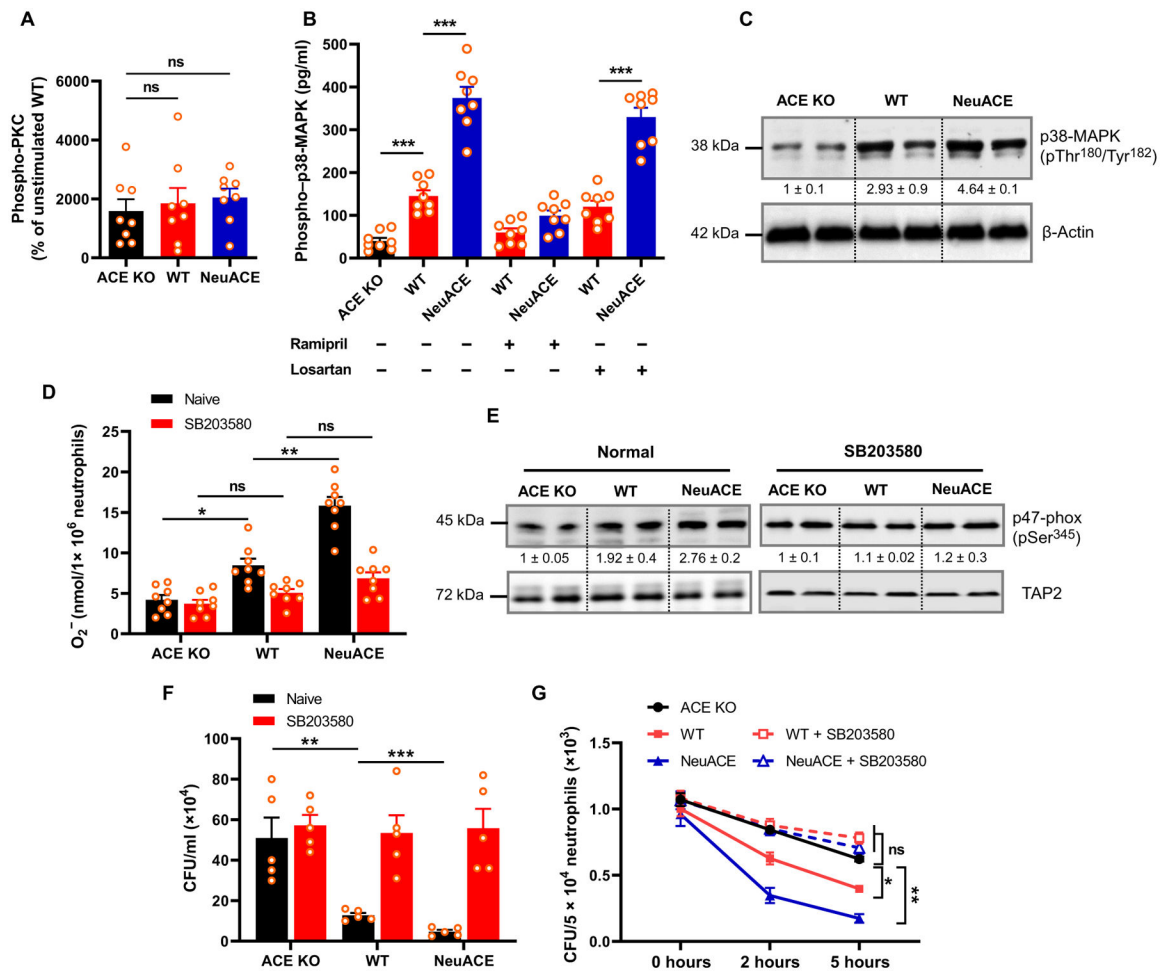 A
Phospho-PKC
(% of unstimulated WT)
6000
4000
2000
0
ns
ns
ACE KO
WT
NeuACE
B
Phospho–p38-MAPK (pg/ml)
500
400
300
200
100
0
***
***
***
ACE KO
WT
NeuACE
WT
NeuACE
WT
NeuACE
Ramipril – – – + + – –
Losartan – – – – – + +
C
ACE KO WT NeuACE
38 kDa
p38-MAPK
(pThr180/Tyr182)
1 ± 0.1 2.93 ± 0.9 4.64 ± 0.1
42 kDa
β-Actin
D
Naive
SB203580
O2− (nmol/1× 10⁶ neutrophils)
25
20
15
10
5
0
*
ns
**
ns
ACE KO WT NeuACE
E
Normal SB203580
ACE KO WT NeuACE ACE KO WT NeuACE
45 kDa
p47-phox
(pSer345)
1 ± 0.05 1.92 ± 0.4 2.76 ± 0.2 1 ± 0.1 1.1 ± 0.02 1.2 ± 0.3
72 kDa
TAP2
F
Naive
SB203580
CFU/ml (×10⁴)
100
80
60
40
20
0
**
***
ACE KO WT NeuACE
G
ACE KO
WT WT + SB203580
NeuACE NeuACE + SB203580
CFU/5 × 10⁴ neutrophils (×10³)
1.5
1.0
0.5
0.0
ns
*
**
0 hours 2 hours 5 hours